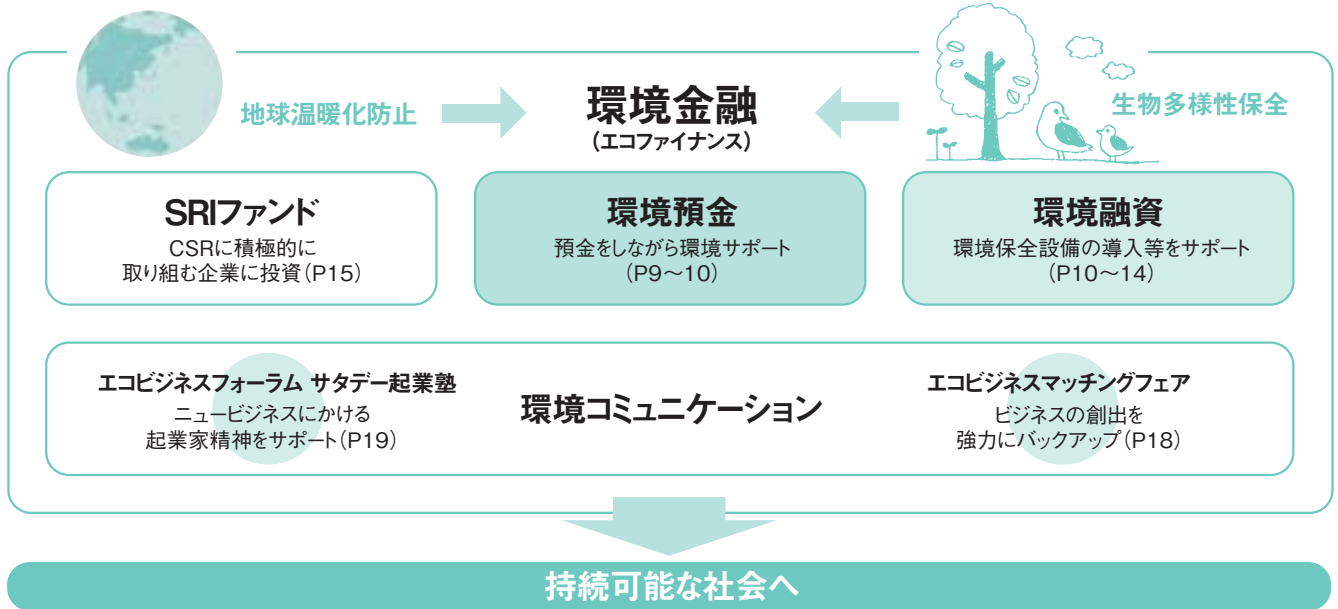 地球温暖化防止
環境金融
(エコファイナンス)
生物多様性保全
SRIファンド
CSRに積極的に
取り組む企業に投資(P15)
環境預金
預金をしながら環境サポート
(P9〜10)
環境融資
環境保全設備の導入等をサポート
(P10〜14)
エコビジネスフォーラム サタデー起業塾
ニュービジネスにかける
起業家精神をサポート(P19)
環境コミュニケーション
エコビジネスマッチングフェア
ビジネスの創出を
強力にバックアップ(P18)
持続可能な社会へ